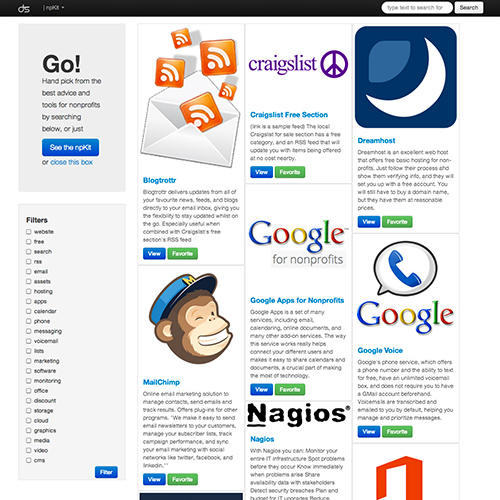 ds | npKit
type text to search for
Search
Go!
Hand pick from the
best advice and
tools for nonprofits
by searching
below, or just
See the npKit
or close this box
Filters
website
free
search
rss
email
assets
hosting
apps
calendar
phone
messaging
voicemail
lists
marketing
software
monitoring
office
discount
storage
cloud
graphics
media
video
cms
Filter
Blogtrottr
Blogtrottr delivers updates from all of
your favourite news, feeds, and blogs
directly to your email inbox, giving you
the flexibility to stay updated whilst on
the go. Especially useful when
combined with Craigslist's free
section's RSS feed
View Favorite
MailChimp
Online email marketing solution to
manage contacts, send emails and
track results. Offers plug-ins for other
programs. "We make it easy to send
email newsletters to your customers,
manage your subscriber lists, track
campaign performance, and sync
your email marketing with social
networks like twitter, facebook, and
linkedin.""
View Favorite
craigslist
Craigslist Free Section
(link is a sample feed) The local
Craigslist for sale section has a free
category, and an RSS feed that will
update you with items being offered
at no cost nearby.
View Favorite
Google™
for nonprofits
Google Apps for Nonprofits
Google Apps is a set of many
services, including email,
calendaring, online documents, and
many other add-on services. The way
this service works really helps
connect your different users and
makes it easy to share calendars and
documents, a crucial part of making
the most of technology.
View Favorite
Nagios®
Nagios
With Nagios you can: Monitor your
entire IT infrastructure Spot problems
before they occur Know immediately
when problems arise Share
availability data with stakeholders
Detect security breaches Plan and
budget for IT upgrades Reduce
Dreamhost
Dreamhost is an excellent web host
that offers free basic hosting for non-
profits. Just follow their process and
show them verifying info, and they will
set you up with a free account. You
will still have to buy a domain name,
but they have them at reasonable
prices.
View Favorite
Google
Google Voice
Google's phone service, which offers
a phone number and the ability to text
for free, have an unlimited voicemail
box, and does not require you to have
a GMail account beforehand.
Voicemails are transcribed and
emailed to you by default, helping you
manage and prioritize messages.
View Favorite